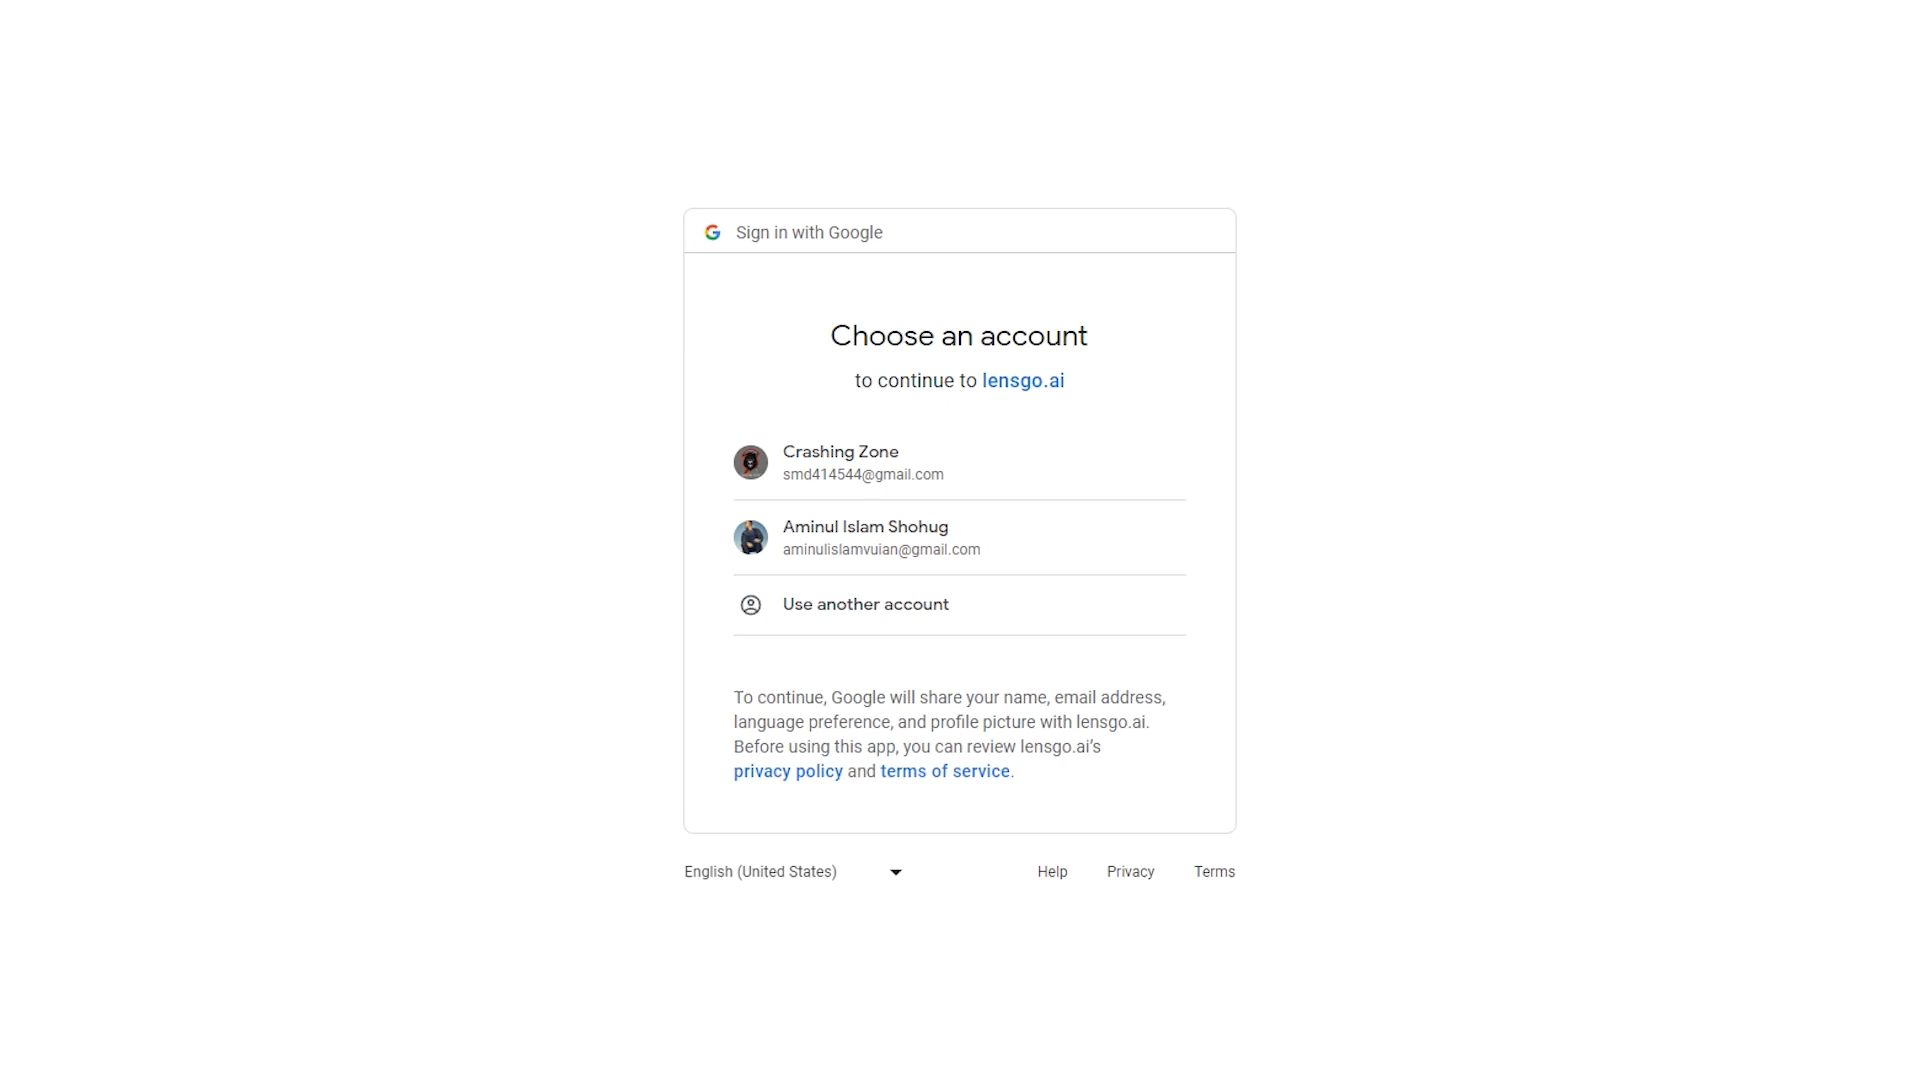 Sign in with Google
Choose an account
to continue to lensgo.ai
Crashing Zone
smd414544@gmail.com
Aminul Islam Shohug
aminulislamvuian@gmail.com
Use another account
To continue, Google will share your name, email address,
language preference, and profile picture with lensgo.ai.
Before using this app, you can review lensgo.ai’s
privacy policy and terms of service.
English (United States) Help Privacy Terms